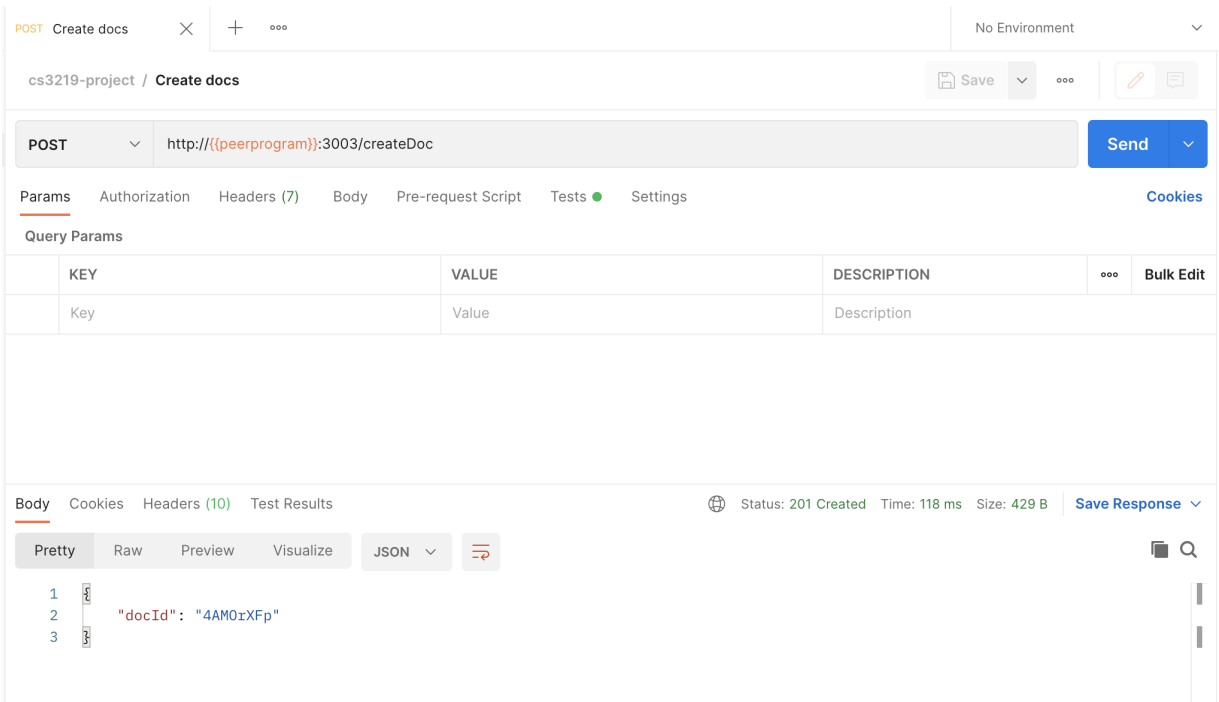 POST Create docs
No Environment
cs3219-project / Create docs
Save
POST
http://{{peerprogram}}:3003/createDoc
Send
Params Authorization Headers (7) Body Pre-request Script Tests Settings Cookies
Query Params
KEY VALUE DESCRIPTION Bulk Edit
Key Value Description
Body Cookies Headers (10) Test Results Status: 201 Created Time: 118 ms Size: 429 B Save Response
Pretty Raw Preview Visualize JSON
1 {
2 "docId": "4AMOrXFp"
3 }